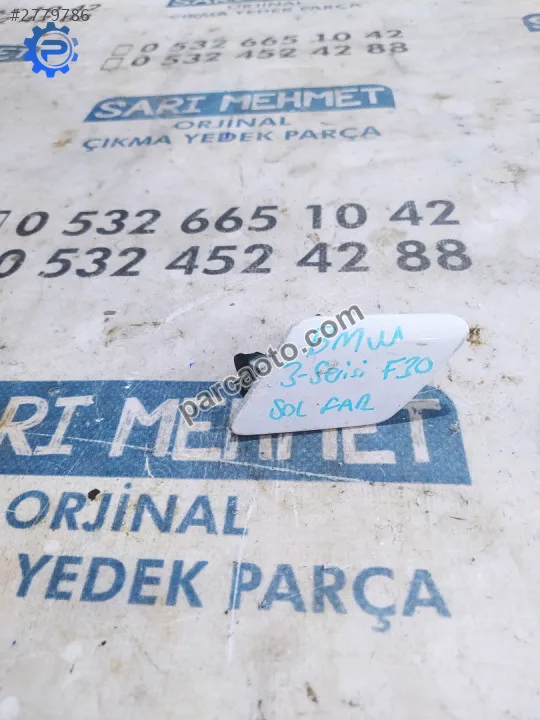 #2779786
0 532 665 10 42
0 532 452 42 88
SARI MEHMET
ORJİNAL
ÇIKMA YEDEK PARÇA
0 532 665 10 42
0 532 452 42 88
BMW
3-Serisi F30
SOL FAR
parcaoto.com
ARI MEHMET
ORJİNAL
YEDEK PARÇA